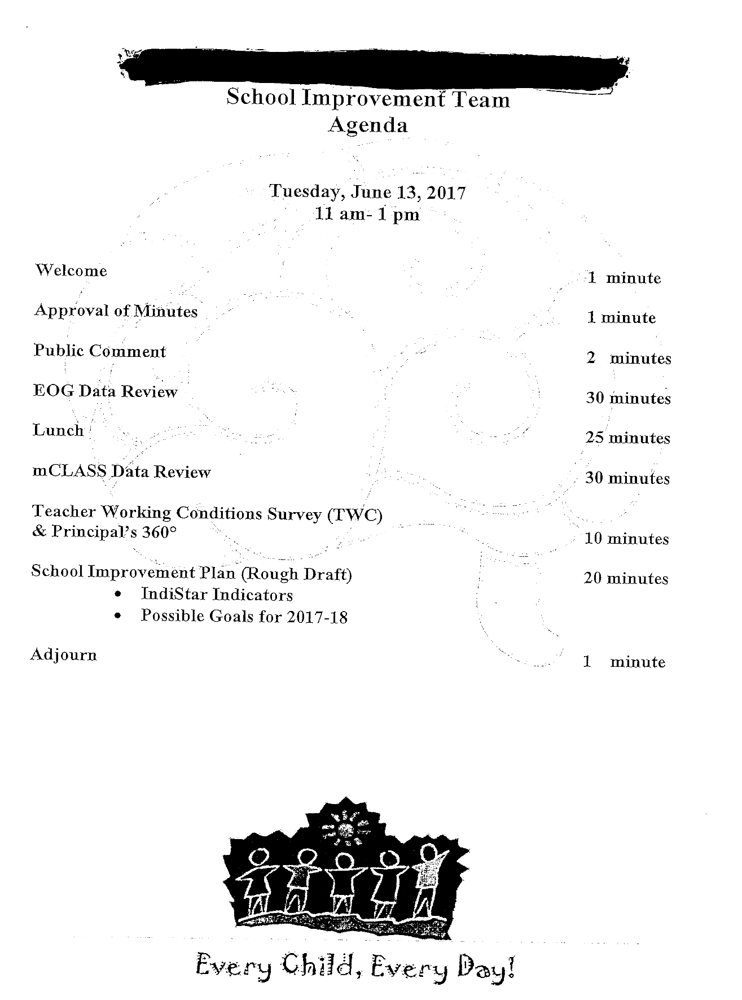 School Improvement Team
Agenda
Tuesday, June 13, 2017
11 am- 1 pm
Welcome 1 minute
Approval of Minutes 1 minute
Public Comment 2 minutes
EOG Data Review 30 minutes
Lunch 25 minutes
mCLASS Data Review 30 minutes
Teacher Working Conditions Survey (TWC)
& Principal's 360° 10 minutes
School Improvement Plan (Rough Draft) 20 minutes
• IndiStar Indicators
• Possible Goals for 2017-18
Adjourn 1 minute
Every Child, Every Day!